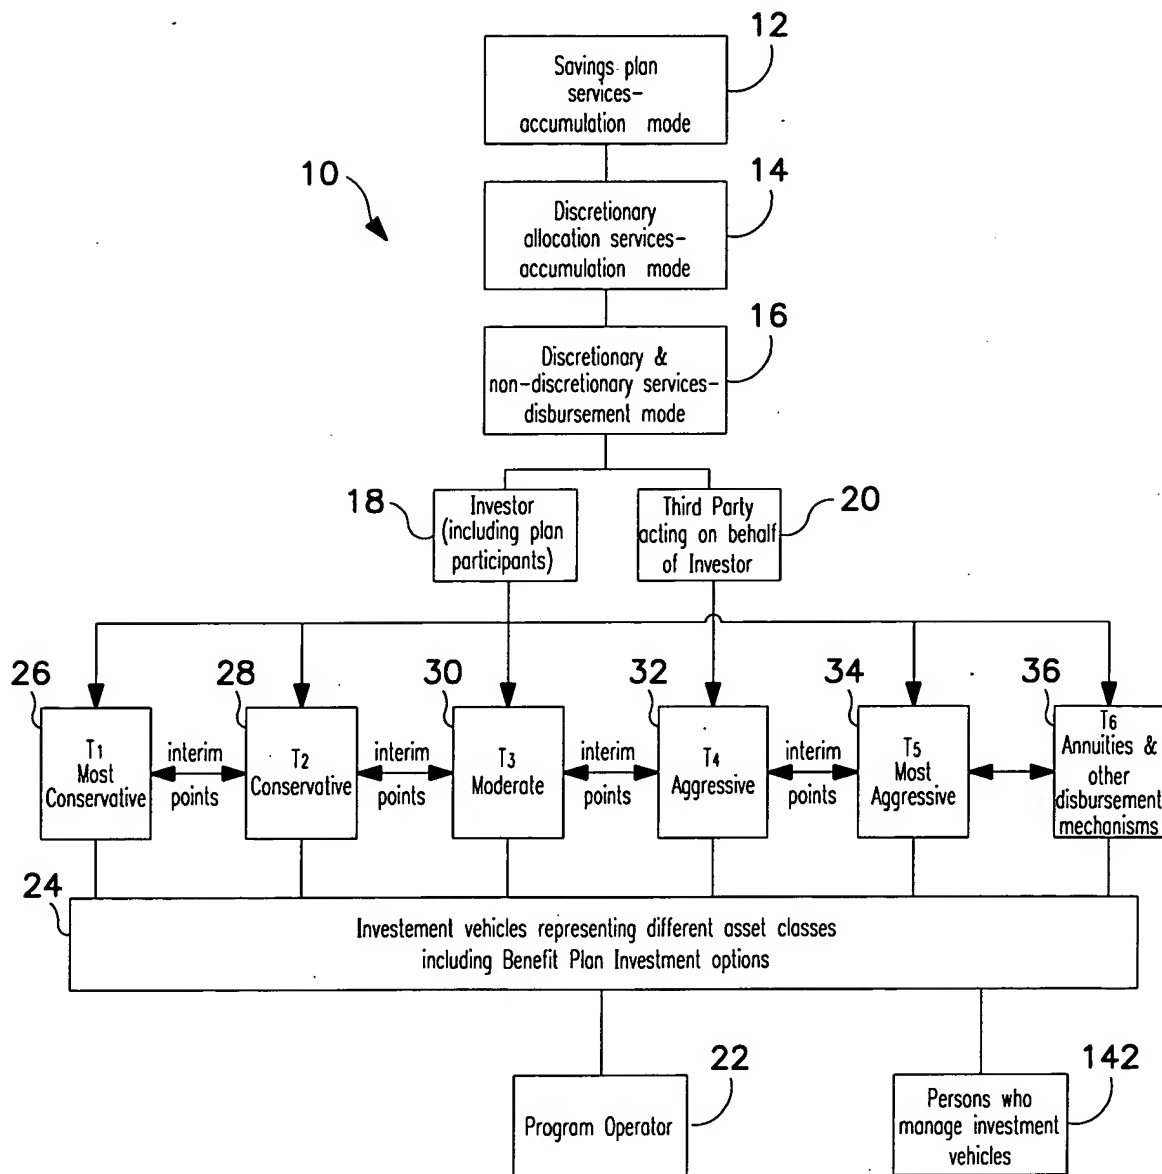 12
Savings plan
services-
accumulation mode
10
14
Discretionary
allocation services-
accumulation mode
16
Discretionary &
non-discretionary services-
disbursement mode
18
Investor
(including plan
participants)
20
Third Party
acting on behalf
of Investor
26
T1
Most
Conservative
interim
points
28
T2
Conservative
interim
points
30
T3
Moderate
interim
points
32
T4
Aggressive
interim
points
34
T5
Most
Aggressive
36
T6
Annuities &
other
disbursement
mechanisms
24
Investement vehicles representing different asset classes
including Benefit Plan Investment options
22
Program Operator
142
Persons who
manage investment
vehicles